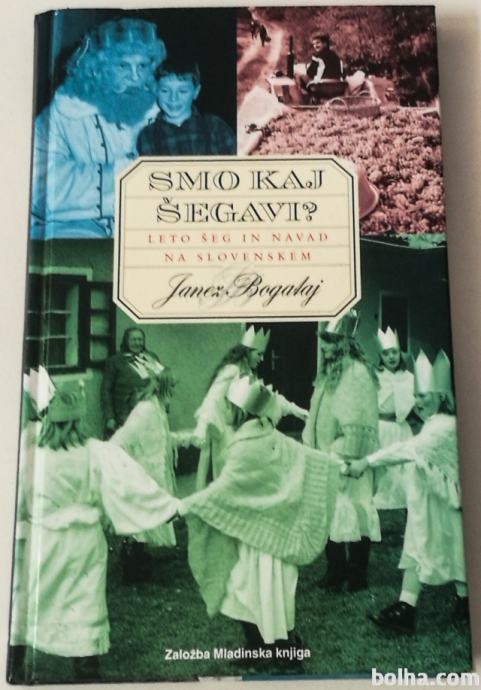 SMO KAJ
ŠEGAVI?
LETO ŠEG IN NAVAD
NA SLOVENSKEM
Janez Bogataj
Založba Mladinska knjiga
bolha.com